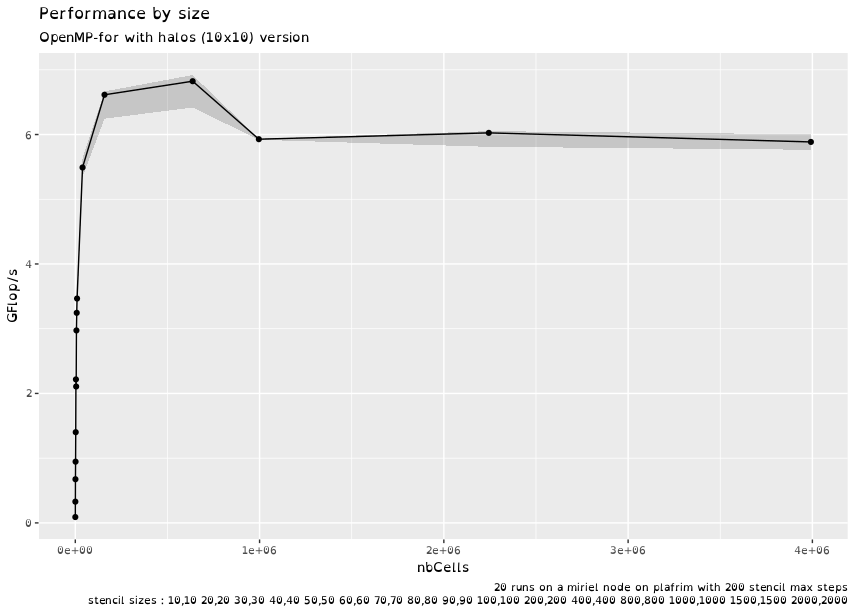 Performance by size
OpenMP-for with halos (10x10) version
GFlop/s
6
4
2
0
0e+00 1e+06 2e+06 3e+06 4e+06
nbCells
20 runs on a miriel node on plafrim with 200 stencil max steps
stencil sizes : 10,10 20,20 30,30 40,40 50,50 60,60 70,70 80,80 90,90 100,100 200,200 400,400 800,800 1000,1000 1500,1500 2000,2000